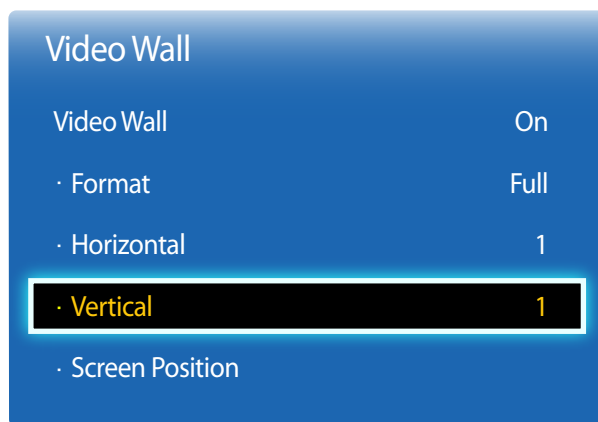 Video Wall
Video Wall On
· Format Full
· Horizontal 1
· Vertical 1
· Screen Position